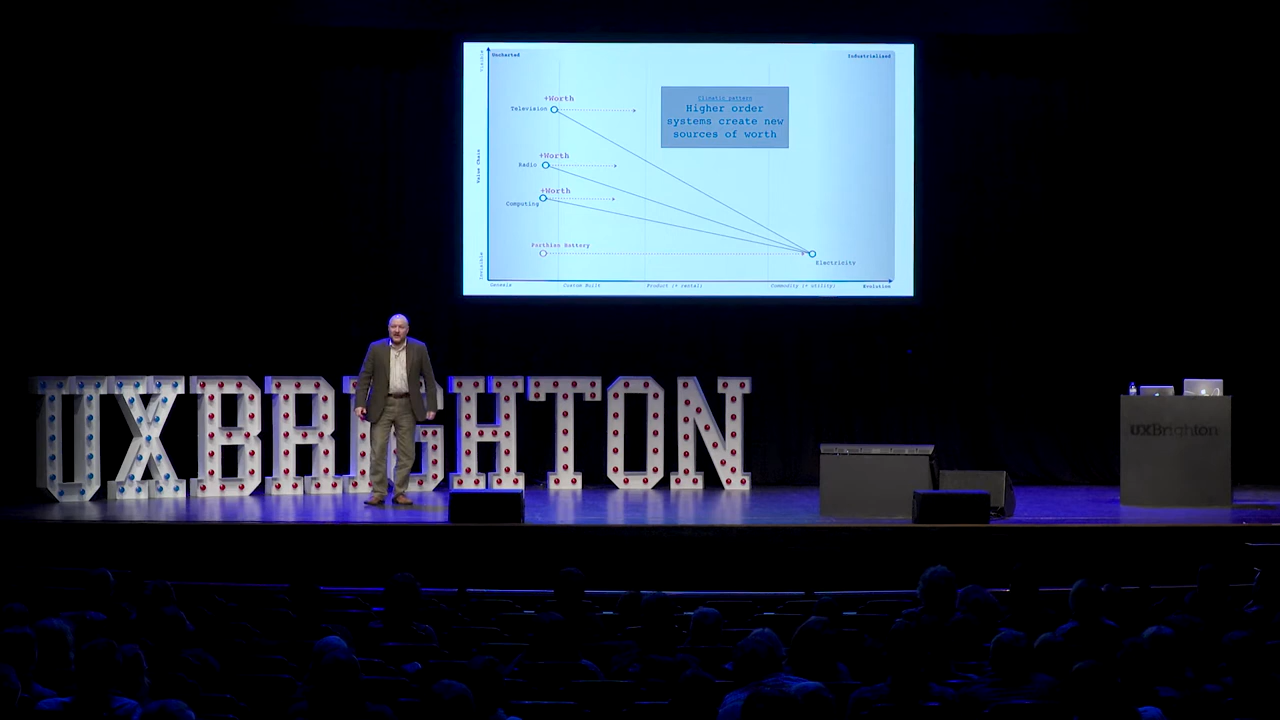 Visible
Uncharted
Industrialized
+Worth
Television
Climatic pattern
Higher order
systems create new
sources of worth
Value Chain
+Worth
Radio
+Worth
Computing
Parthian Battery
Electricity
Invisible
Genesis
Custom Built
Product (+ rental)
Commodity (+ utility)
Evolution
UXBRIGHTON
UXBrighton